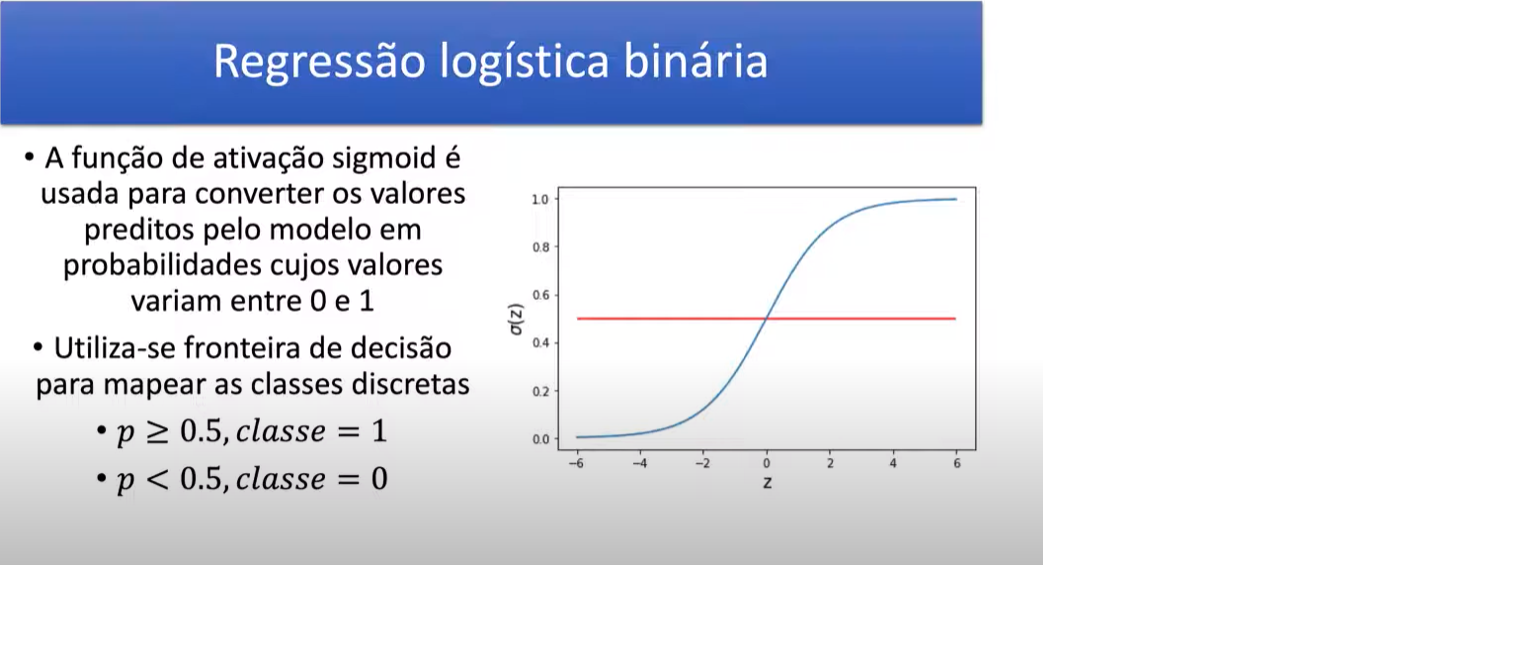 Regressão logística binária
• A função de ativação sigmoid é
usada para converter os valores
preditos pelo modelo em
probabilidades cujos valores
variam entre 0 e 1
• Utiliza-se fronteira de decisão
para mapear as classes discretas
• p ≥ 0.5, classe = 1
• p < 0.5, classe = 0
1.0
0.8
0.6
0.4
0.2
0.0
σ(z)
−6 −4 −2 0 2 4 6
z